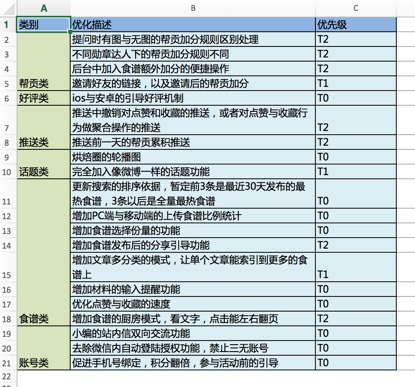 A B C
1 类别 优化描述 优先级
2 提问时有图与无图的帮贡加分规则区别处理 T2
3 不同勋章达人下的帮贡加分规则不同 T2
4 后台中加入食谱额外加分的便捷操作 T2
5 帮贡类 邀请好友的链接，以及邀请后的帮贡加分 T1
6 好评类 ios与安卓的引导好评机制 T0
推送中撤销对点赞和收藏的推送，或者对点赞与收藏行
7 为做聚合操作的推送 T2
8 推送类 推送前一天的帮贡累积推送 T2
9 烘焙圈的轮播图 T0
10 话题类 完全加入像微博一样的话题功能 T1
更新搜索的排序依据，暂定前3条是最近30天发布的最
11 热食谱，3条以后是全量最热食谱 T0
12 增加PC端与移动端的上传食谱比例统计 T0
13 增加食谱选择份量的功能 T0
14 增加食谱发布后的分享引导功能 T2
增加文章多分类的模式，让单个文章能索引到更多的食
15 谱上 T1
16 增加材料的输入提醒功能 T0
17 优化点赞与收藏的速度 T0
18 食谱类 增加食谱的厨房模式，看文字，点击能左右翻页 T2
19 小编的站内信双向交流功能 T0
20 去除微信内自动登陆授权功能，禁止三无账号 T0
21 账号类 促进手机号绑定，积分翻倍，参与活动前的引导 T0
22